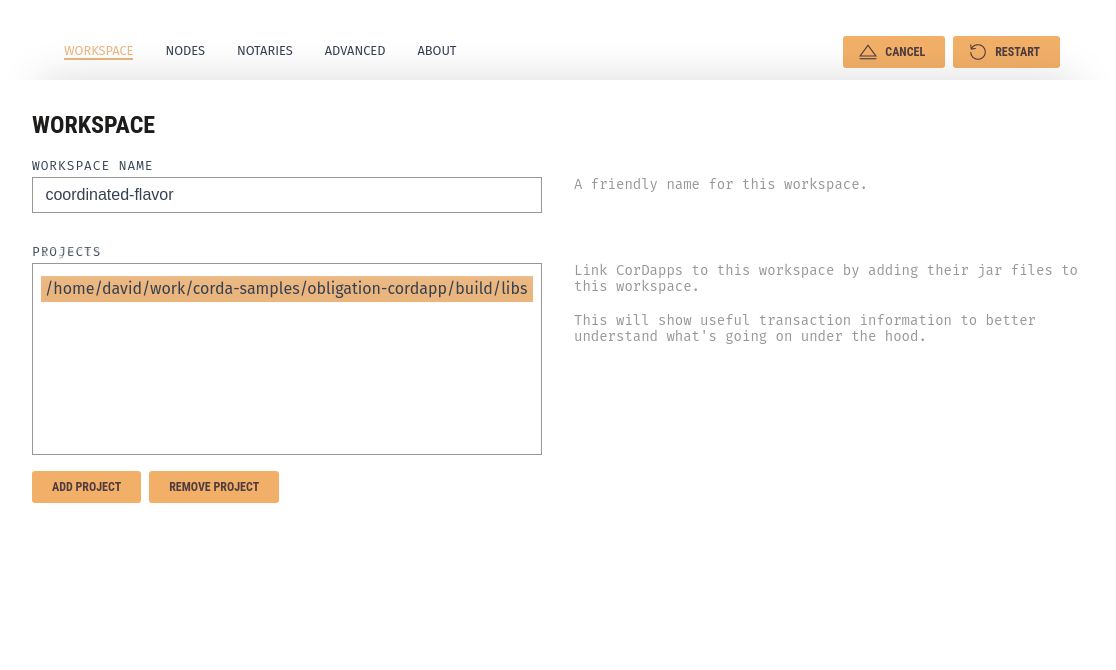 WORKSPACE NODES NOTARIES ADVANCED ABOUT CANCEL RESTART
WORKSPACE
WORKSPACE NAME
coordinated-flavor
A friendly name for this workspace.
PROJECTS
/home/david/work/corda-samples/obligation-cordapp/build/libs
Link CorDapps to this workspace by adding their jar files to
this workspace.
This will show useful transaction information to better
understand what's going on under the hood.
ADD PROJECT REMOVE PROJECT